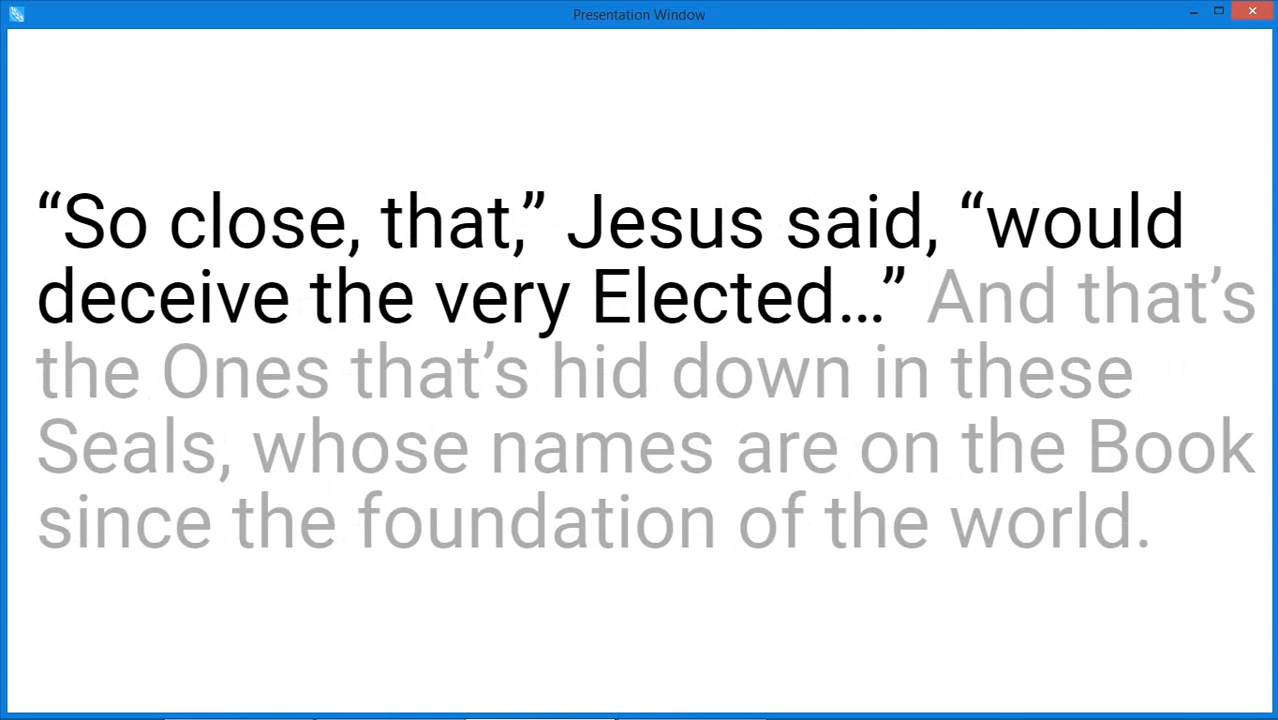 Presentation Window
“So close, that,” Jesus said, “would
deceive the very Elected…” And that’s
the Ones that’s hid down in these
Seals, whose names are on the Book
since the foundation of the world.